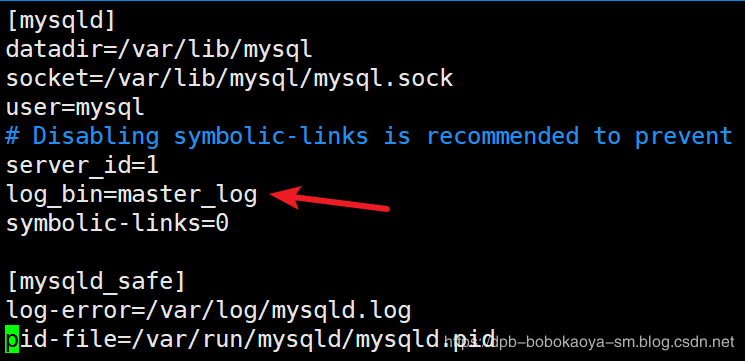 [mysqld]
datadir=/var/lib/mysql
socket=/var/lib/mysql/mysql.sock
user=mysql
# Disabling symbolic-links is recommended to prevent
server_id=1
log_bin=master_log
symbolic-links=0
[mysqld_safe]
log-error=/var/log/mysqld.log
pid-file=/var/run/mysqld/mysqld.pid
https://dpb-bobokaoya-sm.blog.csdn.net